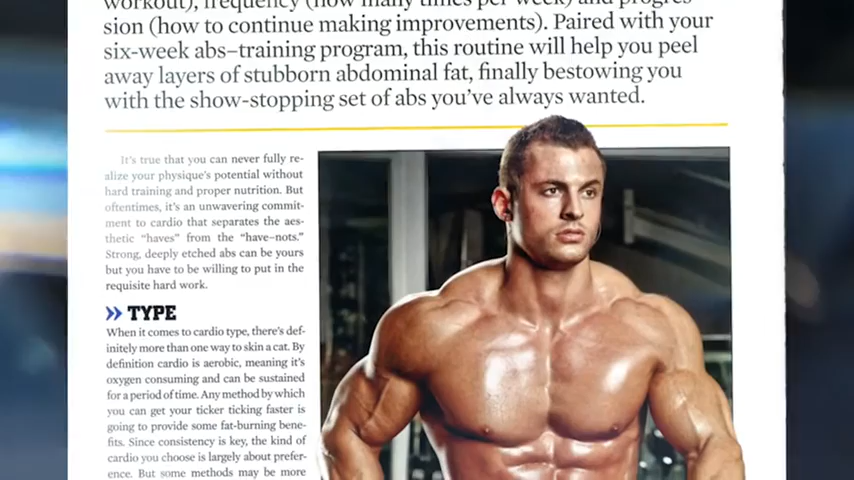 workout), frequency (how many times per week) and progres-
sion (how to continue making improvements). Paired with your
six-week abs–training program, this routine will help you peel
away layers of stubborn abdominal fat, finally bestowing you
with the show-stopping set of abs you've always wanted.
It's true that you can never fully re-
alize your physique's potential without
hard training and proper nutrition. But
oftentimes, it's an unwavering commit-
ment to cardio that separates the aes-
thetic “haves” from the “have–nots.”
Strong, deeply etched abs can be yours
but you have to be willing to put in the
requisite hard work.
TYPE
When it comes to cardio type, there's def-
initely more than one way to skin a cat. By
definition cardio is aerobic, meaning it's
oxygen consuming and can be sustained
for a period of time. Any method by which
you can get your ticker ticking faster is
going to provide some fat-burning bene-
fits. Since consistency is key, the kind of
cardio you choose is largely about prefer-
ence. But some methods may be more